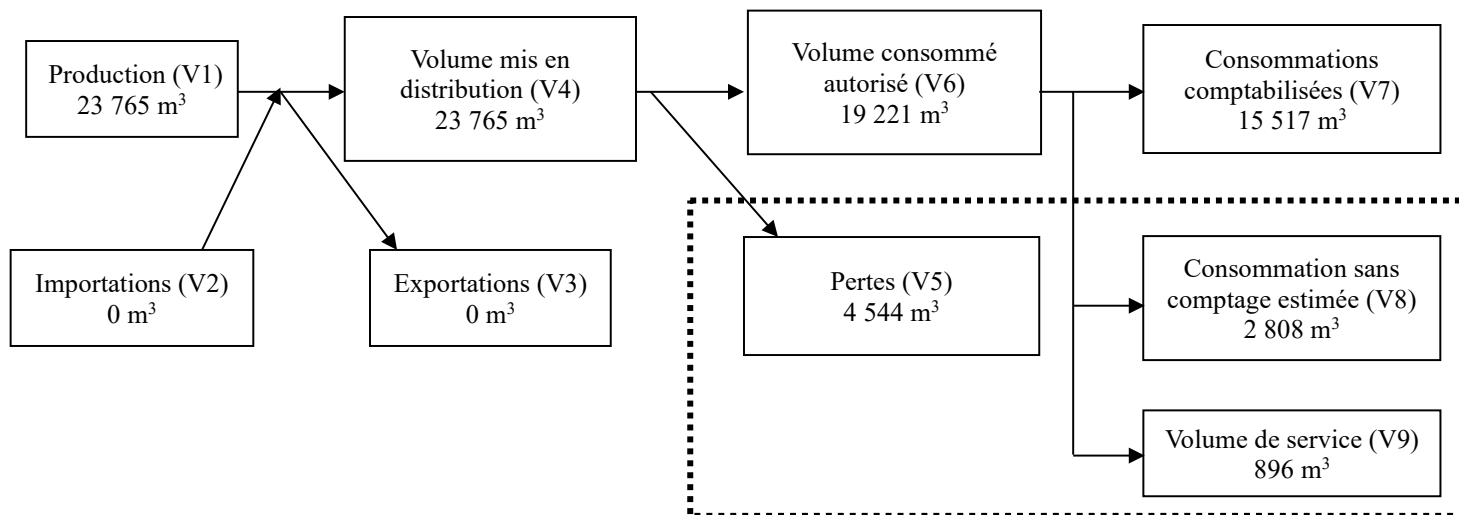 Production (V1)
23 765 m³
Volume mis en
distribution (V4)
23 765 m³
Volume consommé
autorisé (V6)
19 221 m³
Consommations
comptabilisées (V7)
15 517 m³
Importations (V2)
0 m³
Exportations (V3)
0 m³
Pertes (V5)
4 544 m³
Consommation sans
comptage estimée (V8)
2 808 m³
Volume de service (V9)
896 m³